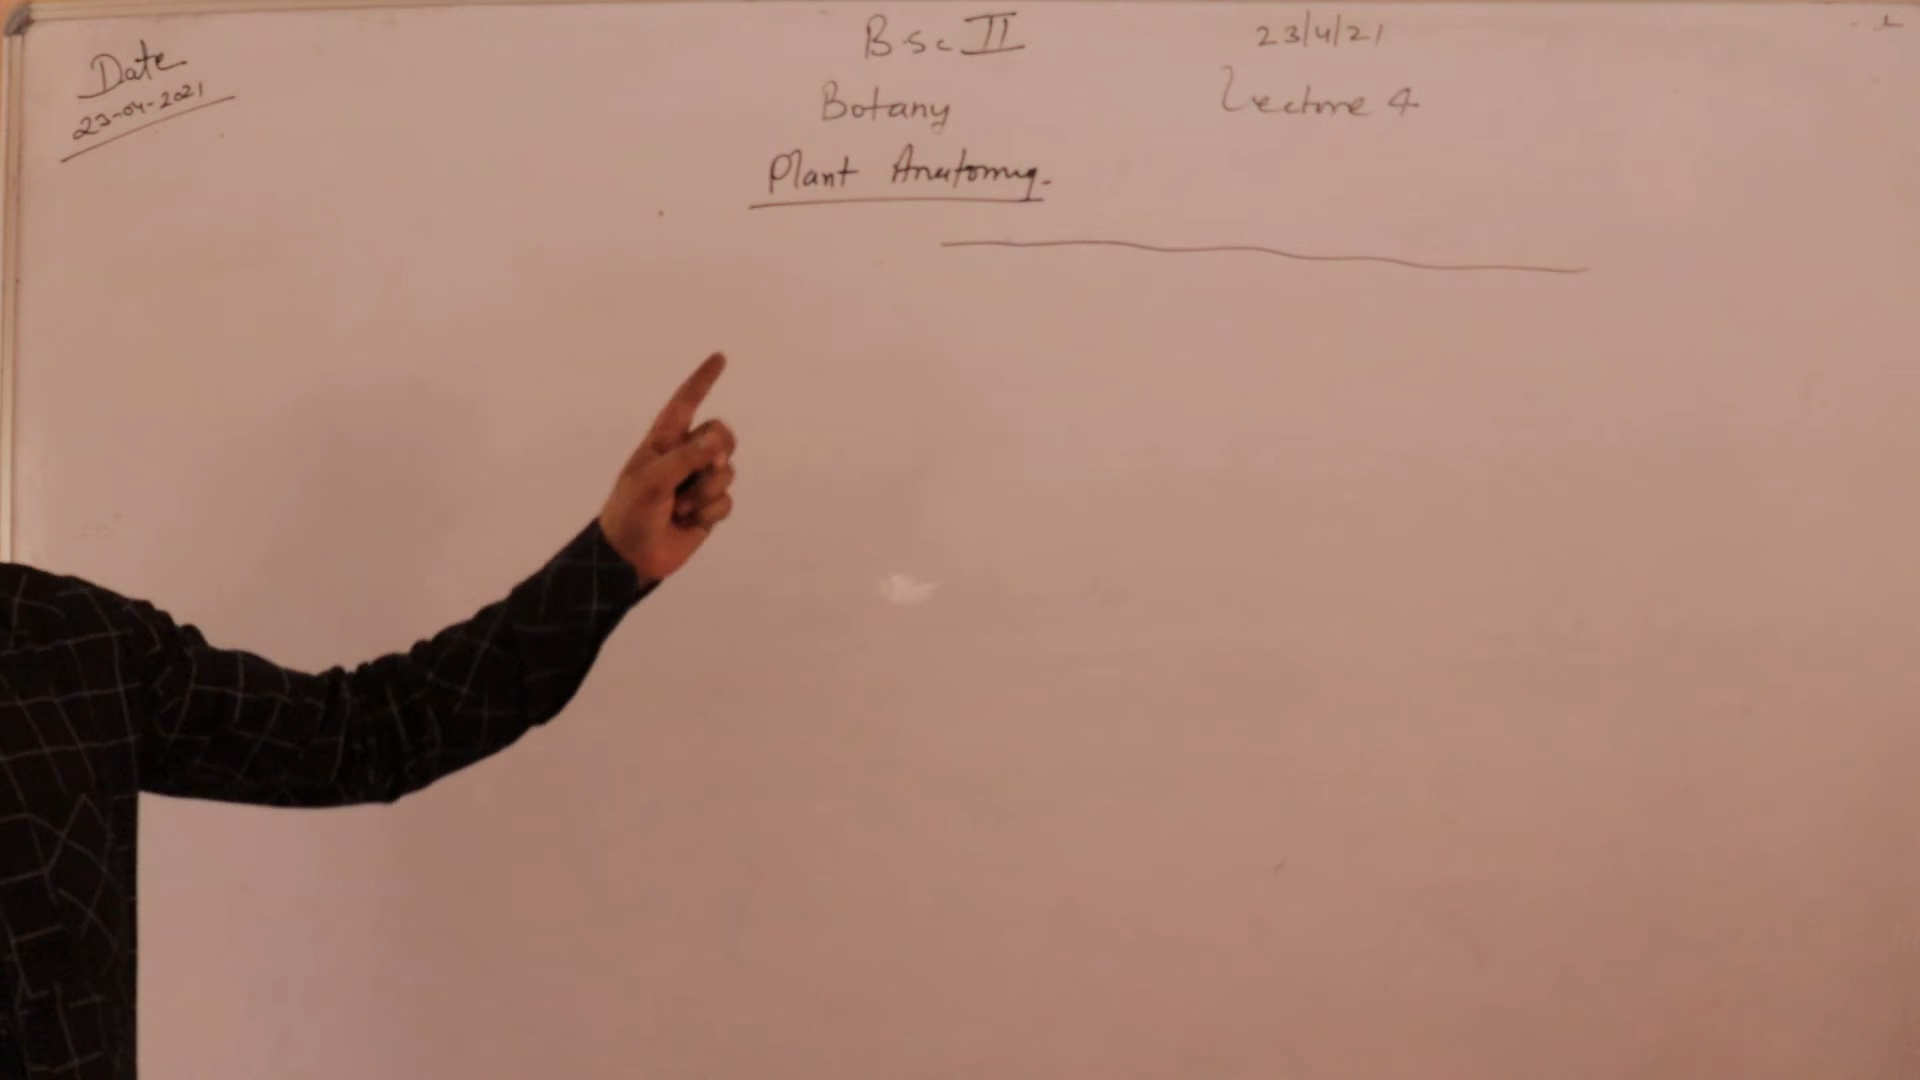 Date
23-04-2021
BSc II
23/4/21
Botany
Lecture 4
Plant Anatomy.